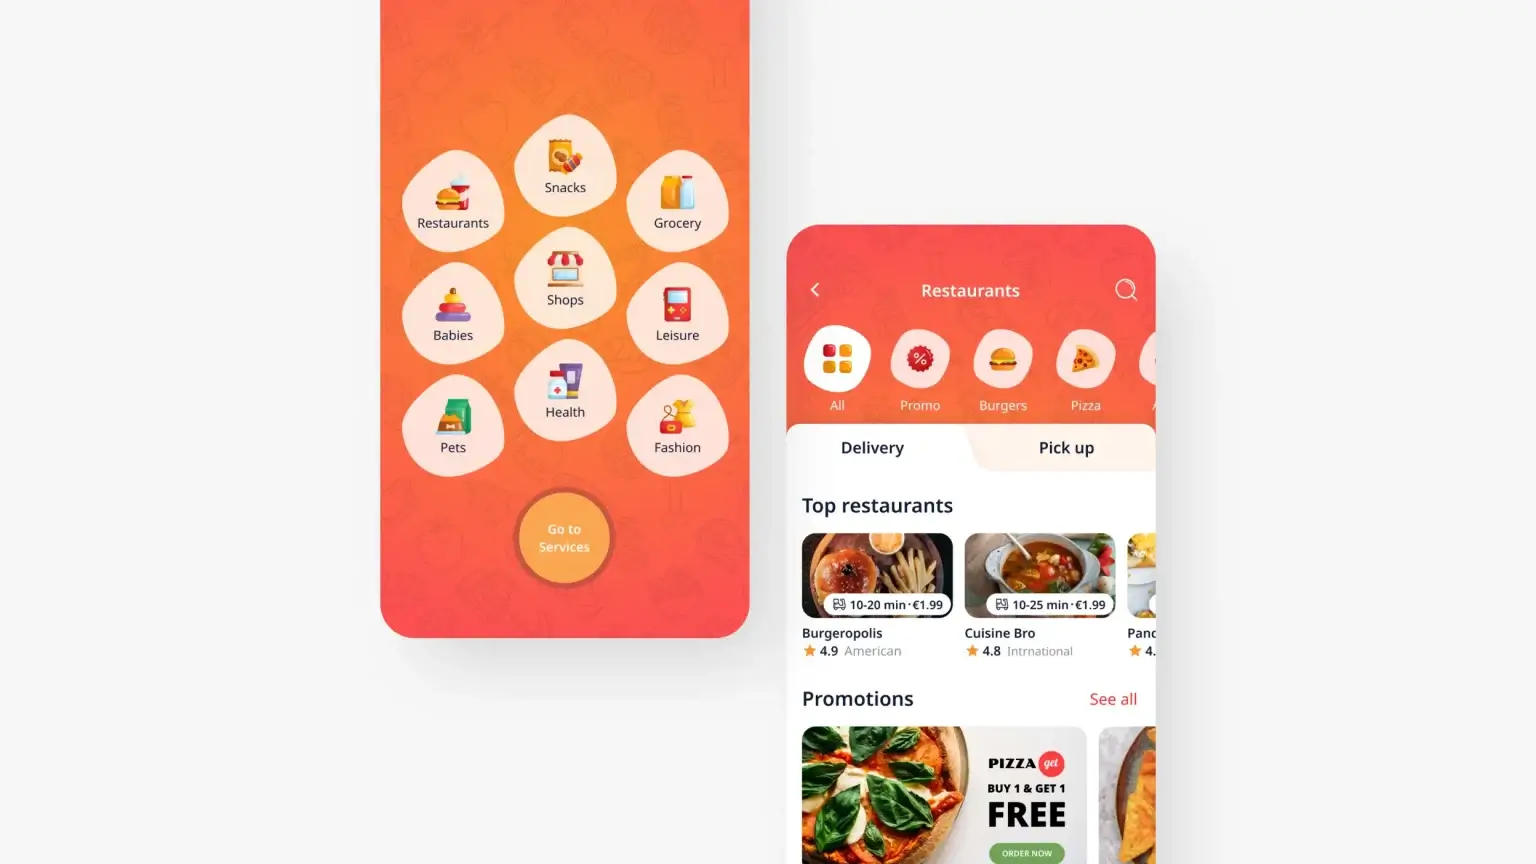 Snacks
Restaurants
Grocery
Shops
Babies
Leisure
Health
Pets
Fashion
Go to
Services
Restaurants
All
Promo
Burgers
Pizza
Delivery
Pick up
Top restaurants
10-20 min·€1.99
10-25 min·€1.99
Burgeropolis
Cuisine Bro
4.9 American
4.8 Intrnational
Promotions
See all
PIZZA get
BUY 1 & GET 1
FREE
ORDER NOW